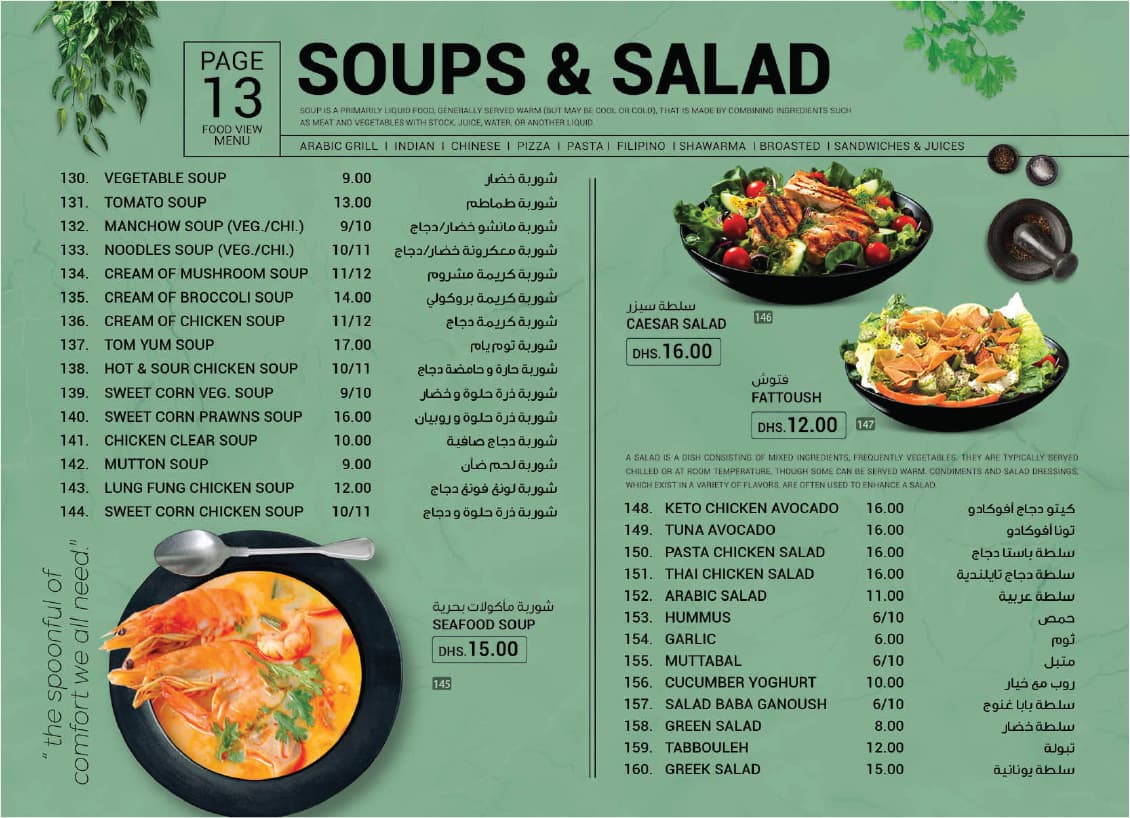 PAGE
13
FOOD VIEW
MENU
SOUPS & SALAD
SOUP IS A PRIMARILY LIQUID FOOD, GENERALLY SERVED WARM (BUT MAY BE COOL OR COLD), THAT IS MADE BY COMBINING INGREDIENTS SUCH
AS MEAT AND VEGETABLES WITH STOCK, JUICE, WATER, OR ANOTHER LIQUID.
ARABIC GRILL I INDIAN I CHINESE I PIZZA I PASTA I FILIPINO I SHAWARMA I BROASTED I SANDWICHES & JUICES
130. VEGETABLE SOUP 9.00 شوربة خضار
131. TOMATO SOUP 13.00 شوربة طماطم
132. MANCHOW SOUP (VEG./CHI.) 9/10 شوربة مانشو خضار/دجاج
133. NOODLES SOUP (VEG./CHI.) 10/11 شوربة معكرونة خضار/دجاج
134. CREAM OF MUSHROOM SOUP 11/12 شوربة كريمة مشروم
135. CREAM OF BROCCOLI SOUP 14.00 شوربة كريمة بروكولي
136. CREAM OF CHICKEN SOUP 11/12 شوربة كريمة دجاج
137. TOM YUM SOUP 17.00 شوربة توم يام
138. HOT & SOUR CHICKEN SOUP 10/11 شوربة حارة و حامضة دجاج
139. SWEET CORN VEG. SOUP 9/10 شوربة ذرة حلوة و خضار
140. SWEET CORN PRAWNS SOUP 16.00 شوربة ذرة حلوة و روبيان
141. CHICKEN CLEAR SOUP 10.00 شوربة دجاج صافية
142. MUTTON SOUP 9.00 شوربة لحم ضأن
143. LUNG FUNG CHICKEN SOUP 12.00 شوربة لونغ فونغ دجاج
144. SWEET CORN CHICKEN SOUP 10/11 شوربة ذرة حلوة و دجاج
"the spoonful of
comfort we all need."
شوربة مأكولات بحرية
SEAFOOD SOUP
DHS.15.00
145
سلطة سيزر
CAESAR SALAD
146
DHS.16.00
فتوش
FATTOUSH
DHS.12.00
147
A SALAD IS A DISH CONSISTING OF MIXED INGREDIENTS, FREQUENTLY VEGETABLES. THEY ARE TYPICALLY SERVED
CHILLED OR AT ROOM TEMPERATURE, THOUGH SOME CAN BE SERVED WARM. CONDIMENTS AND SALAD DRESSINGS,
WHICH EXIST IN A VARIETY OF FLAVORS, ARE OFTEN USED TO ENHANCE A SALAD.
148. KETO CHICKEN AVOCADO 16.00 كيتو دجاج أفوكادو
149. TUNA AVOCADO 16.00 تونا أفوكادو
150. PASTA CHICKEN SALAD 16.00 سلطة باستا دجاج
151. THAI CHICKEN SALAD 16.00 سلطة دجاج تايلندية
152. ARABIC SALAD 11.00 سلطة عربية
153. HUMMUS 6/10 حمص
154. GARLIC 6.00 ثوم
155. MUTTABAL 6/10 متبل
156. CUCUMBER YOGHURT 10.00 روب مع خيار
157. SALAD BABA GANOUSH 6/10 سلطة بابا غنوج
158. GREEN SALAD 8.00 سلطة خضار
159. TABBOULEH 12.00 تبولة
160. GREEK SALAD 15.00 سلطة يونانية